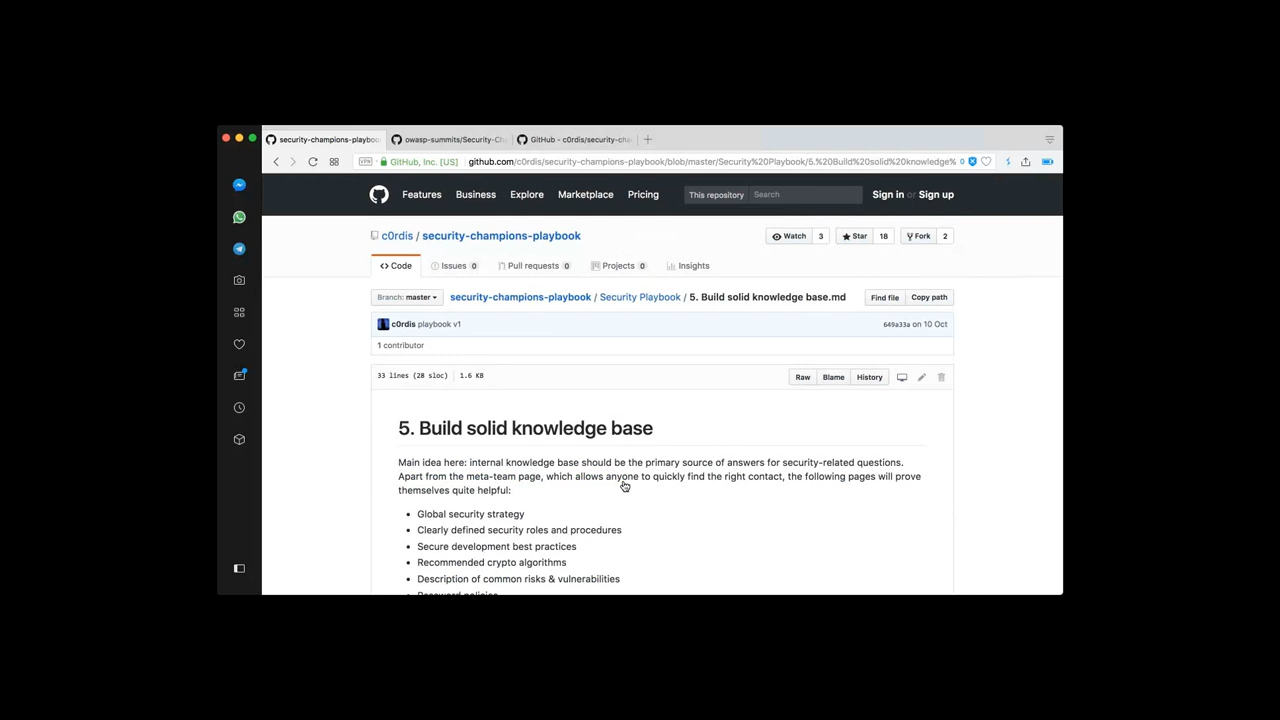 security-champions-playboo
owasp-summits/Security-Ch
GitHub - c0rdis/security-cha
VPN GitHub, Inc. [US] github.com/c0rdis/security-champions-playbook/blob/master/Security%20Playbook/5.%20Build%20solid%20knowledge% 0
Features Business Explore Marketplace Pricing This repository Search Sign in or Sign up
c0rdis / security-champions-playbook Watch 3 Star 18 Fork 2
Code Issues 0 Pull requests 0 Projects 0 Insights
Branch: master security-champions-playbook / Security Playbook / 5. Build solid knowledge base.md Find file Copy path
c0rdis playbook v1 649a33a on 10 Oct
1 contributor
33 lines (28 sloc) 1.6 KB Raw Blame History
5. Build solid knowledge base
Main idea here: internal knowledge base should be the primary source of answers for security-related questions.
Apart from the meta-team page, which allows anyone to quickly find the right contact, the following pages will prove
themselves quite helpful:
Global security strategy
Clearly defined security roles and procedures
Secure development best practices
Recommended crypto algorithms
Description of common risks & vulnerabilities
Password policies